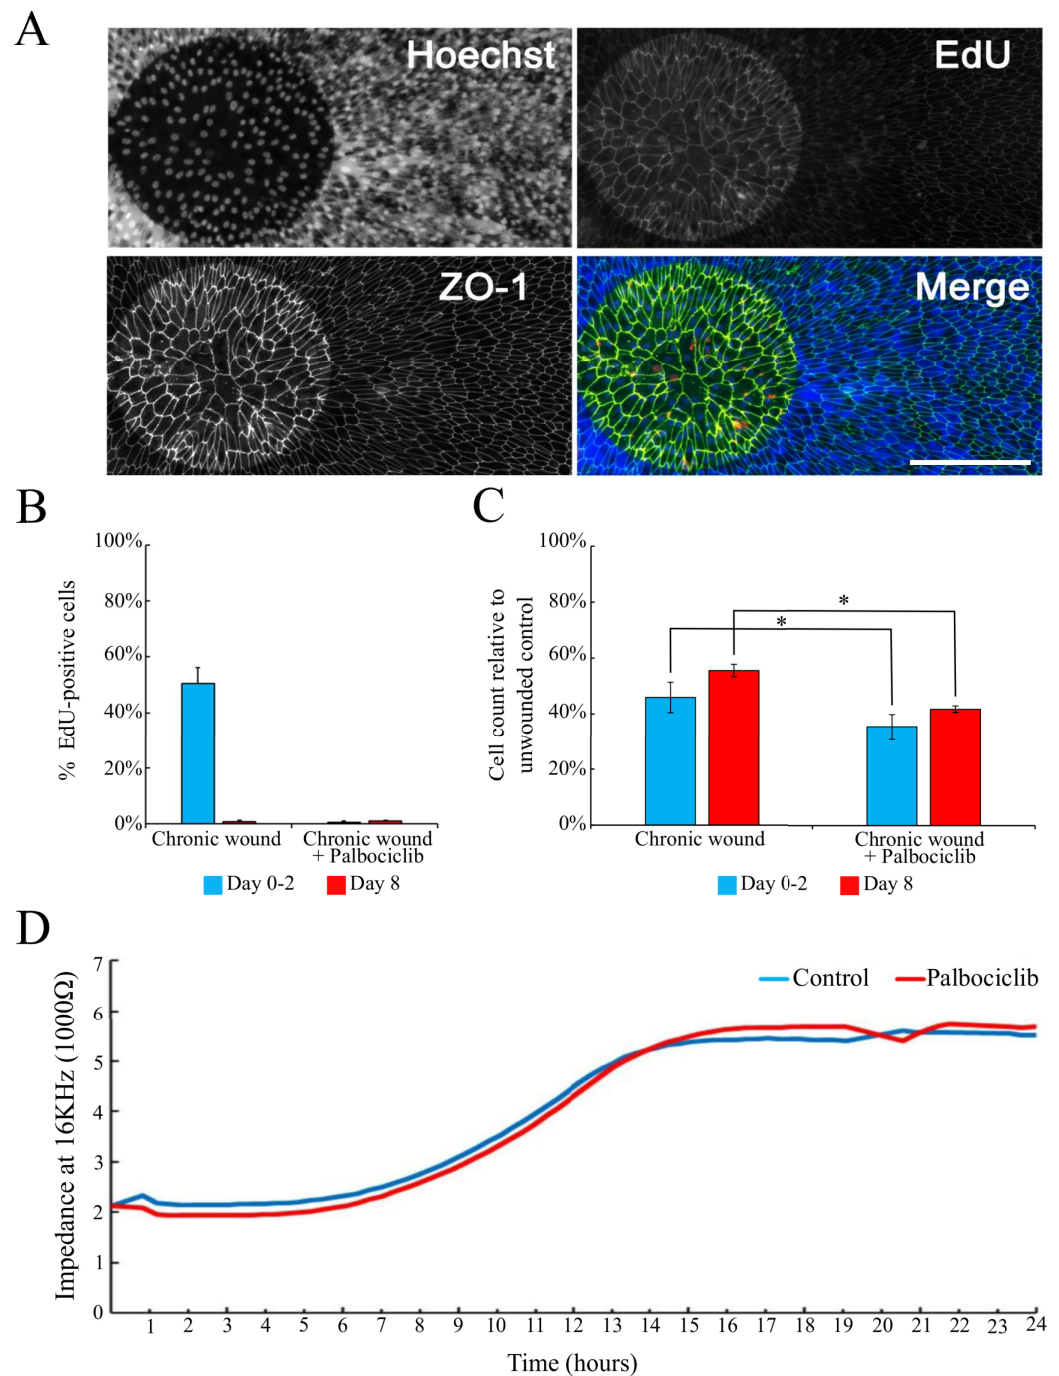 A
Hoechst
EdU
ZO-1
Merge
B
100%
80%
60%
40%
20%
0%
% EdU-positive cells
Chronic wound
Chronic wound
+ Palbociclib
Day 0-2
Day 8
C
100%
80%
60%
40%
20%
0%
Cell count relative to
unwounded control
*
*
Chronic wound
Chronic wound
+ Palbociclib
Day 0-2
Day 8
D
7
6
5
4
3
2
1
0
Impedance at 16KHz (1000Ω)
Control
Palbociclib
1 2 3 4 5 6 7 8 9 10 11 12 13 14 15 16 17 18 19 20 21 22 23 24
Time (hours)